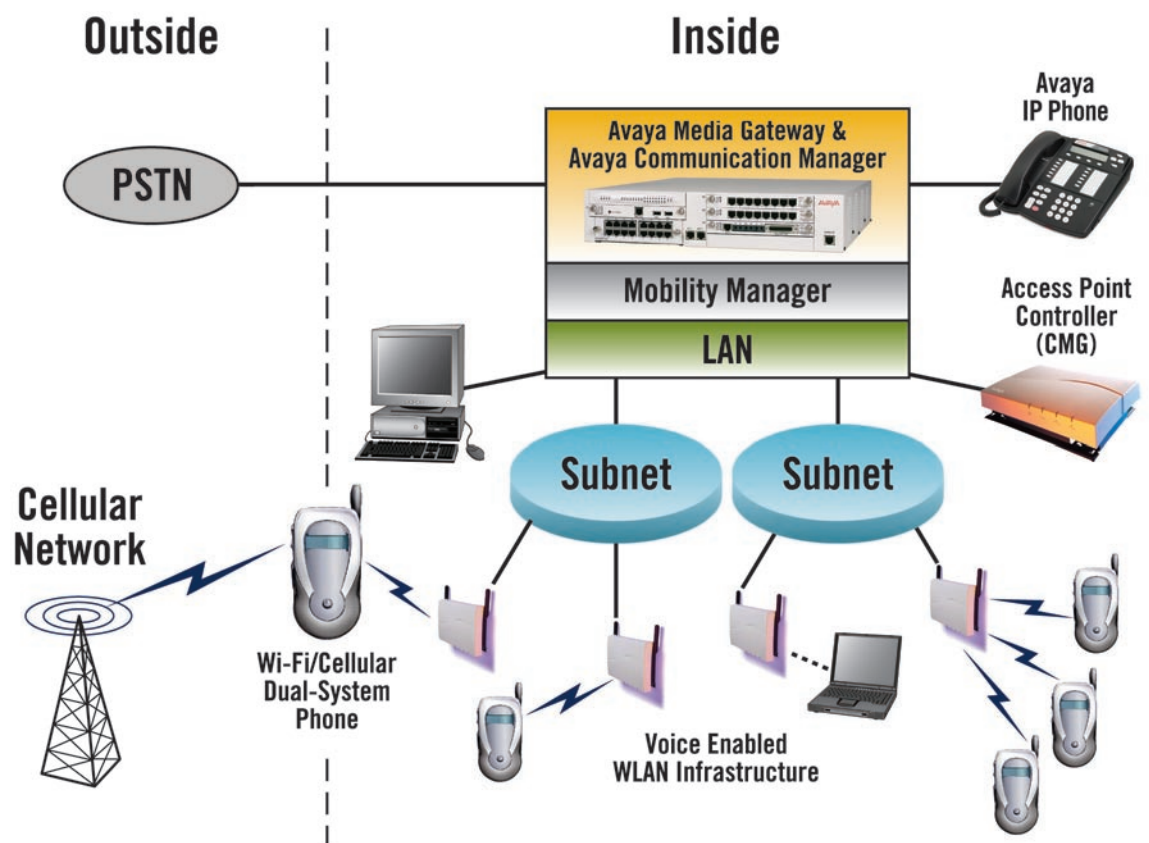 Outside
Inside
PSTN
Avaya Media Gateway &
Avaya Communication Manager
AVAYA
Avaya
IP Phone
Mobility Manager
LAN
Access Point
Controller
(CMG)
Subnet
Subnet
Cellular
Network
Wi-Fi/Cellular
Dual-System
Phone
Voice Enabled
WLAN Infrastructure